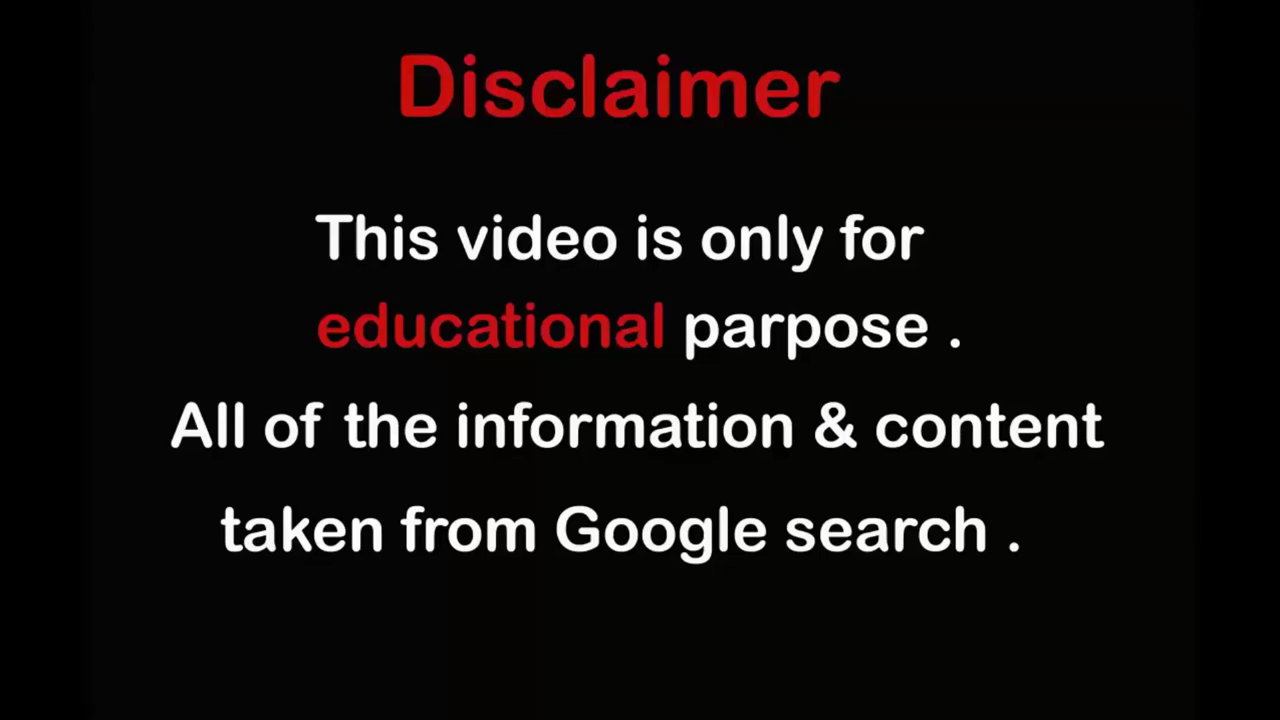 Disclaimer
This video is only for
educational parpose .
All of the information & content
taken from Google search .